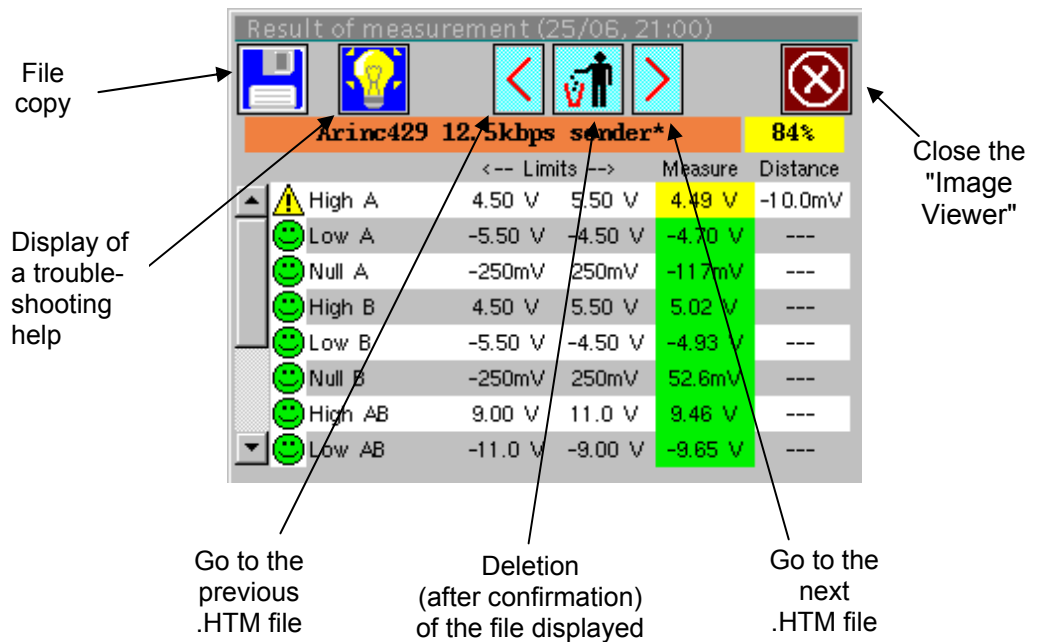 Result of measurement (25/06, 21:00)
File
copy
Arinc429 12.5kbps sender*
84%
<-- Limits -->
Measure
Distance
High A 4.50 V 5.50 V 4.49 V -10.0mV
Low A -5.50 V -4.50 V -4.70 V ---
Null A -250mV 250mV -117mV ---
High B 4.50 V 5.50 V 5.02 V ---
Low B -5.50 V -4.50 V -4.93 V ---
Null B -250mV 250mV 52.6mV ---
High AB 9.00 V 11.0 V 9.46 V ---
Low AB -11.0 V -9.00 V -9.65 V ---
Close the
"Image
Viewer"
Display of
a trouble-
shooting
help
Go to the
previous
.HTM file
Deletion
(after confirmation)
of the file displayed
Go to the
next
.HTM file